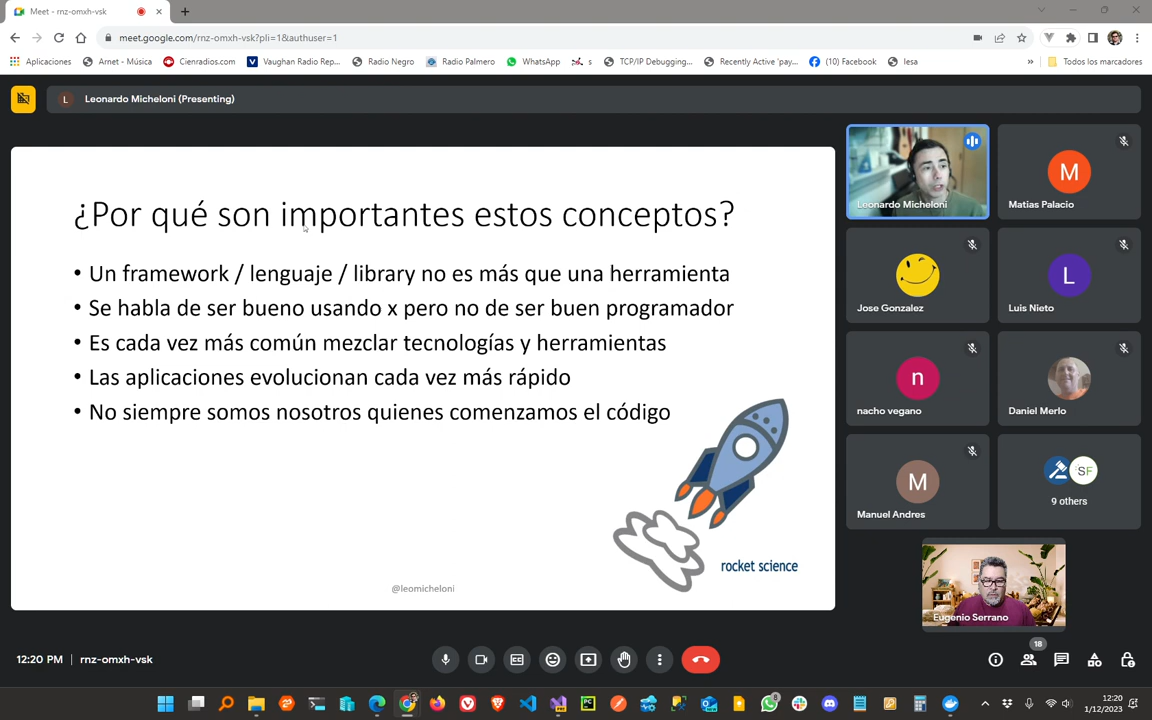 Meet - rnz-omxh-vsk
meet.google.com/rnz-omxh-vsk?pli=1&authuser=1
Aplicaciones
Arnet - Música
Cienradios.com
Vaughan Radio Rep...
Radio Negro
Radio Palmero
WhatsApp
s
TCP/IP Debugging,...
Recently Active 'pay...
(10) Facebook
Iesa
»
Todos los marcadores
L
Leonardo Micheloni (Presenting)
¿Por qué son importantes estos conceptos?
• Un framework / lenguaje / library no es más que una herramienta
• Se habla de ser bueno usando x pero no de ser buen programador
• Es cada vez más común mezclar tecnologías y herramientas
• Las aplicaciones evolucionan cada vez más rápido
• No siempre somos nosotros quienes comenzamos el código
rocket science
@leomicheloni
Leonardo Micheloni
M
Matias Palacio
Jose Gonzalez
L
Luis Nieto
n
nacho vegano
Daniel Merlo
M
Manuel Andres
SF
9 others
Eugenio Serrano
12:20 PM | rnz-omxh-vsk
18
8
12:20
1/12/2023